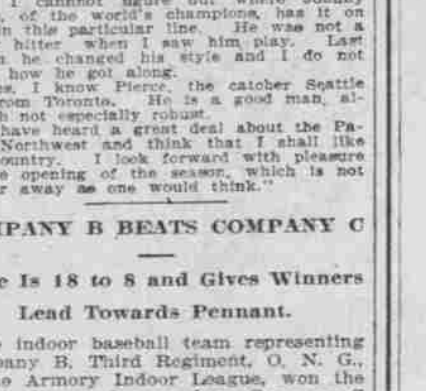 I cannot figure out where
, of the world's champions, has it on
n this particular line. He was not a
hitter when I saw him play. Last
he changed his style and I do not
how he got along.
s, I know Pierce, the catcher Seattle
rom Toronto. He is a good man, al-
h not especially robust.
have heard a great deal about the Pa-
Northwest and think that I shall like
ountry. I look forward with pleasure
e opening of the season, which is not
r away as one would think."
MPANY B BEATS COMPANY C
e Is 18 to 8 and Gives Winners
Lead Towards Pennant.
indoor baseball team representing
pany B, Third Regiment, O. N. G.,
e Armory Indoor League, won the